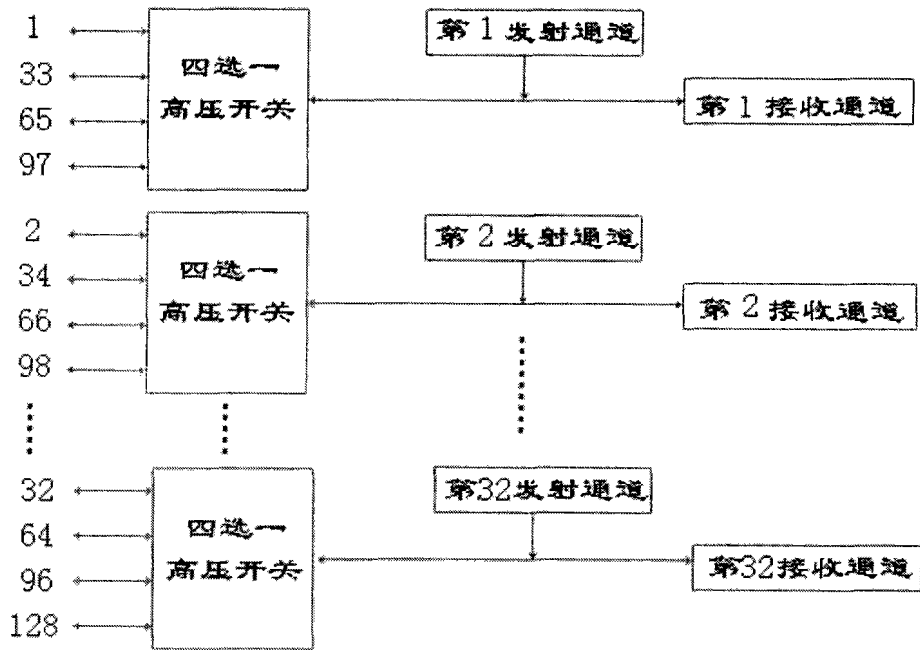 1
33
65
97
四选一
高压开关
第1发射通道
第1接收通道
2
34
66
98
四选一
高压开关
第2发射通道
第2接收通道
32
64
96
128
四选一
高压开关
第32发射通道
第32接收通道